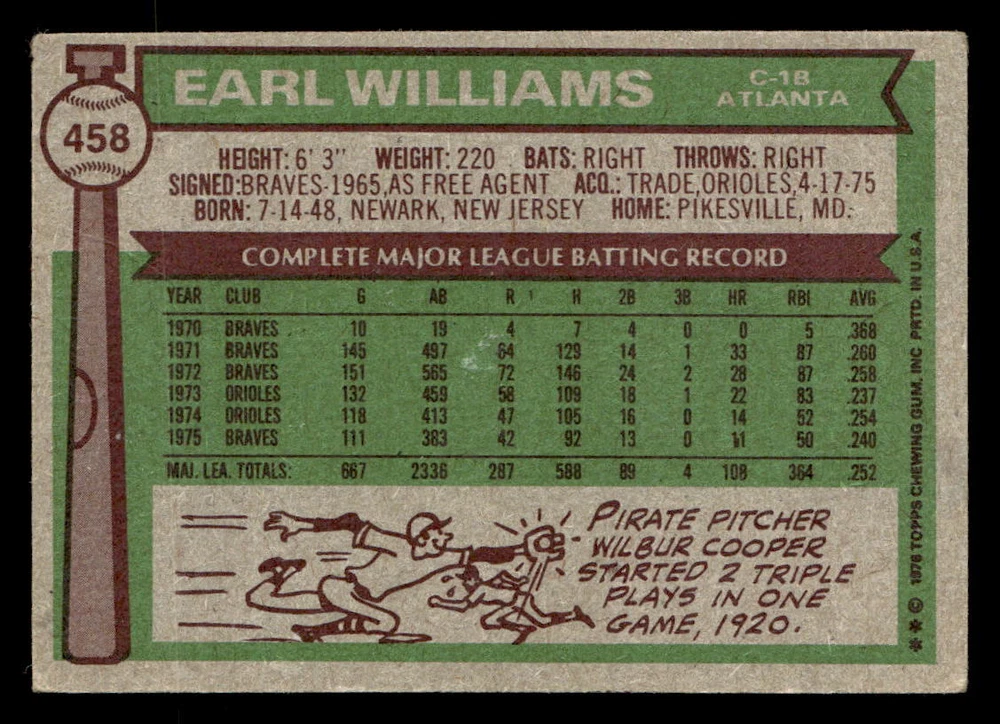 458
EARL WILLIAMS
C-1B
ATLANTA
HEIGHT: 6' 3" WEIGHT: 220 BATS: RIGHT THROWS: RIGHT
SIGNED:BRAVES-1965,AS FREE AGENT ACQ.: TRADE,ORIOLES,4-17-75
BORN: 7-14-48, NEWARK, NEW JERSEY HOME: PIKESVILLE, MD.
COMPLETE MAJOR LEAGUE BATTING RECORD
YEAR CLUB G AB R H 2B 3B HR RBI AVG
1970 BRAVES 10 19 4 7 4 0 0 5 .368
1971 BRAVES 145 497 64 129 14 1 33 87 .260
1972 BRAVES 151 565 72 146 24 2 28 87 .258
1973 ORIOLES 132 459 58 109 18 1 22 83 .237
1974 ORIOLES 118 413 47 105 16 0 14 52 .254
1975 BRAVES 111 383 42 92 13 0 11 50 .240
MAJ. LEA. TOTALS: 667 2336 287 588 89 4 108 364 .252
PIRATE PITCHER
WILBUR COOPER
STARTED 2 TRIPLE
PLAYS IN ONE
GAME, 1920.
** © 1976 TOPPS CHEWING GUM, INC PRTD. IN U.S.A.